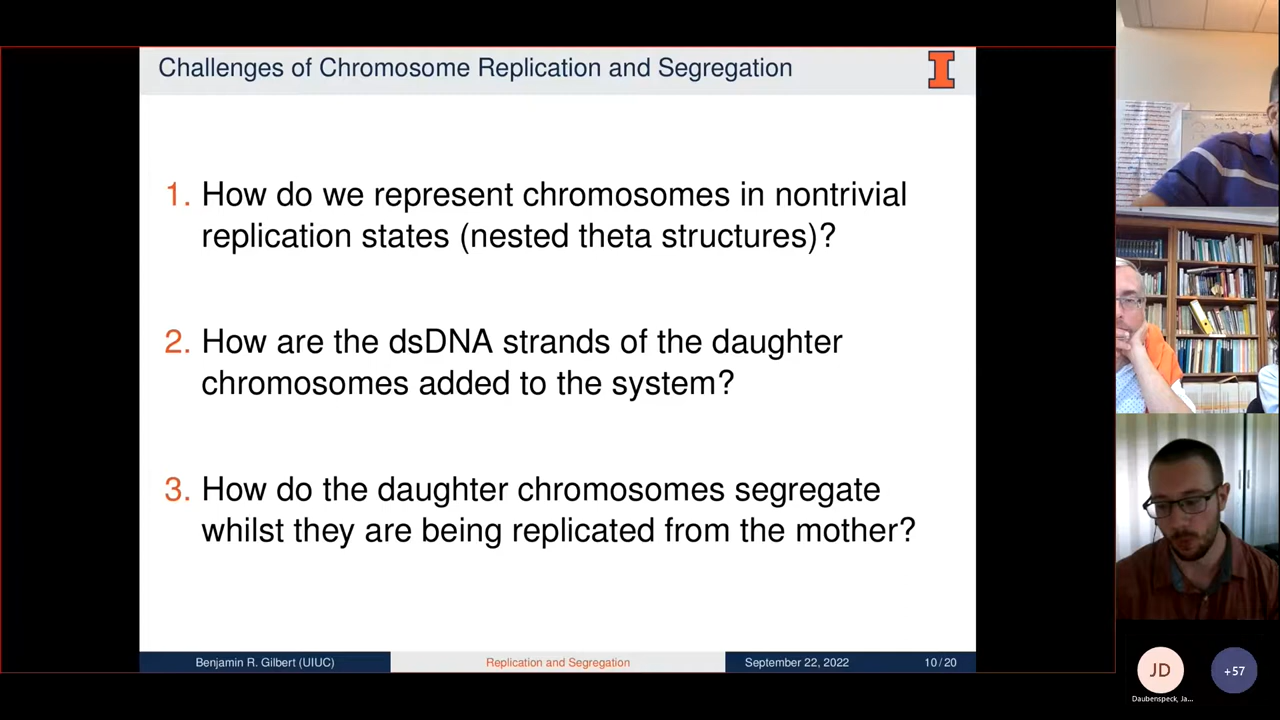 Challenges of Chromosome Replication and Segregation
1. How do we represent chromosomes in nontrivial
replication states (nested theta structures)?
2. How are the dsDNA strands of the daughter
chromosomes added to the system?
3. How do the daughter chromosomes segregate
whilst they are being replicated from the mother?
Benjamin R. Gilbert (UIUC)
Replication and Segregation
September 22, 2022
10/20
JD
+57
Daubenspeck, Ja...